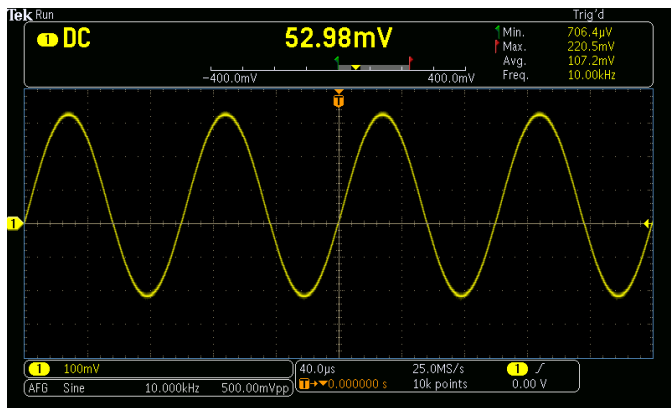 Tek Run Trig'd
1 DC 52.98mV
Min. 706.4µV
Max. 220.5mV
Avg. 107.2mV
Freq. 10.00kHz
-400.0mV 400.0mV
T
1
1 100mV
AFG Sine 10.000kHz 500.00mVpp
40.0µs 25.0MS/s 1
T→▼0.000000 s 10k points 0.00 V